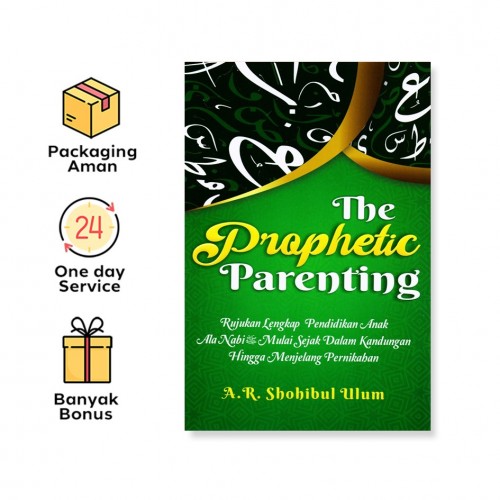 Packaging
Aman
24
One day
Service
Banyak
Bonus
The
Prophetic
Parenting
Rujukan Lengkap Pendidikan Anak
Ala Nabi ﷺ Mulai Sejak Dalam Kandungan
Hingga Menjelang Pernikahan
A.R. Shohibul Ulum